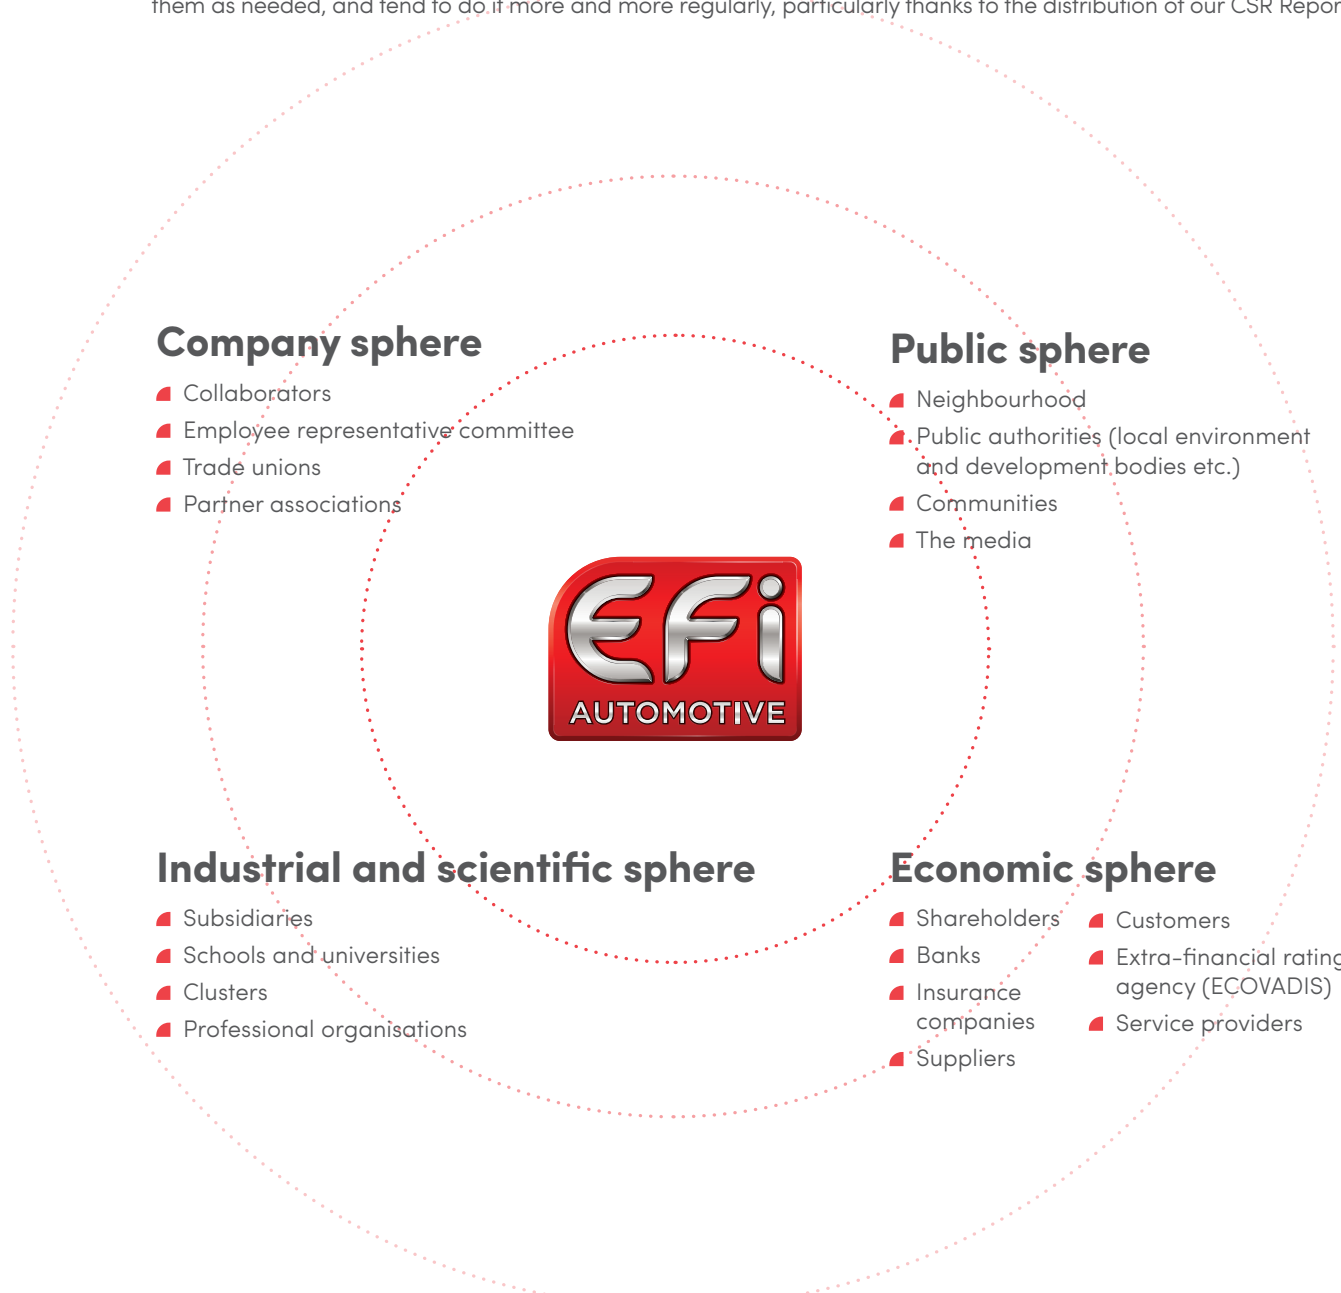 them as needed, and tend to do it more and more regularly, particularly thanks to the distribution of our CSR Repor
Company sphere
Collaborators
Employee representative committee
Trade unions
Partner associations
Public sphere
Neighbourhood
Public authorities (local environment
and development bodies etc.)
Communities
The media
EFi
AUTOMOTIVE
Industrial and scientific sphere
Subsidiaries
Schools and universities
Clusters
Professional organisations
Economic sphere
Shareholders
Banks
Insurance
companies
Suppliers
Customers
Extra-financial rating
agency (ECOVADIS)
Service providers